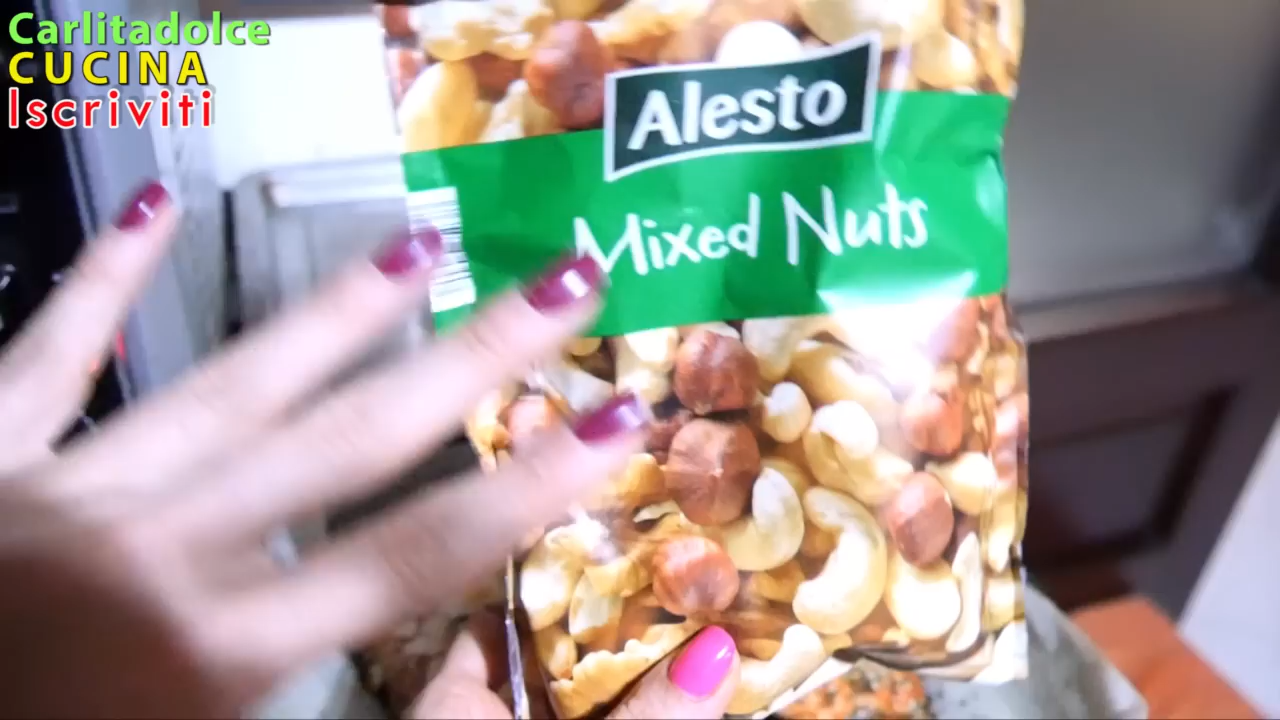 Carlitadolce
CUCINA
Iscriviti
Alesto
Mixed Nuts